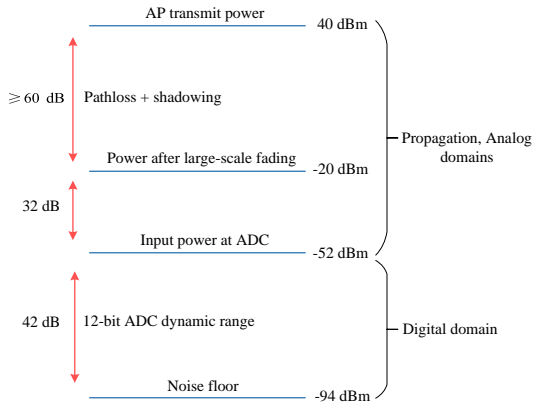 AP transmit power
40 dBm
⩾ 60 dB
Pathloss + shadowing
Propagation, Analog
domains
Power after large-scale fading
-20 dBm
32 dB
Input power at ADC
-52 dBm
42 dB
12-bit ADC dynamic range
Digital domain
Noise floor
-94 dBm